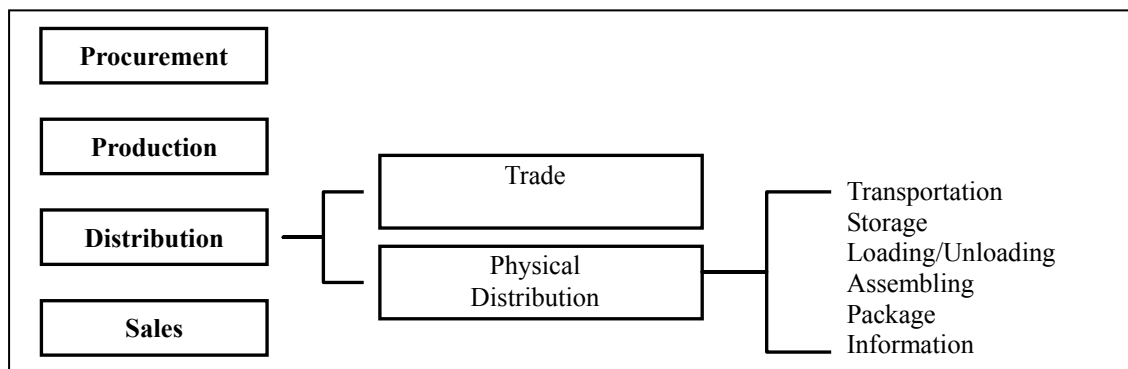 Procurement
Production
Distribution
Sales
Trade
Physical
Distribution
Transportation
Storage
Loading/Unloading
Assembling
Package
Information